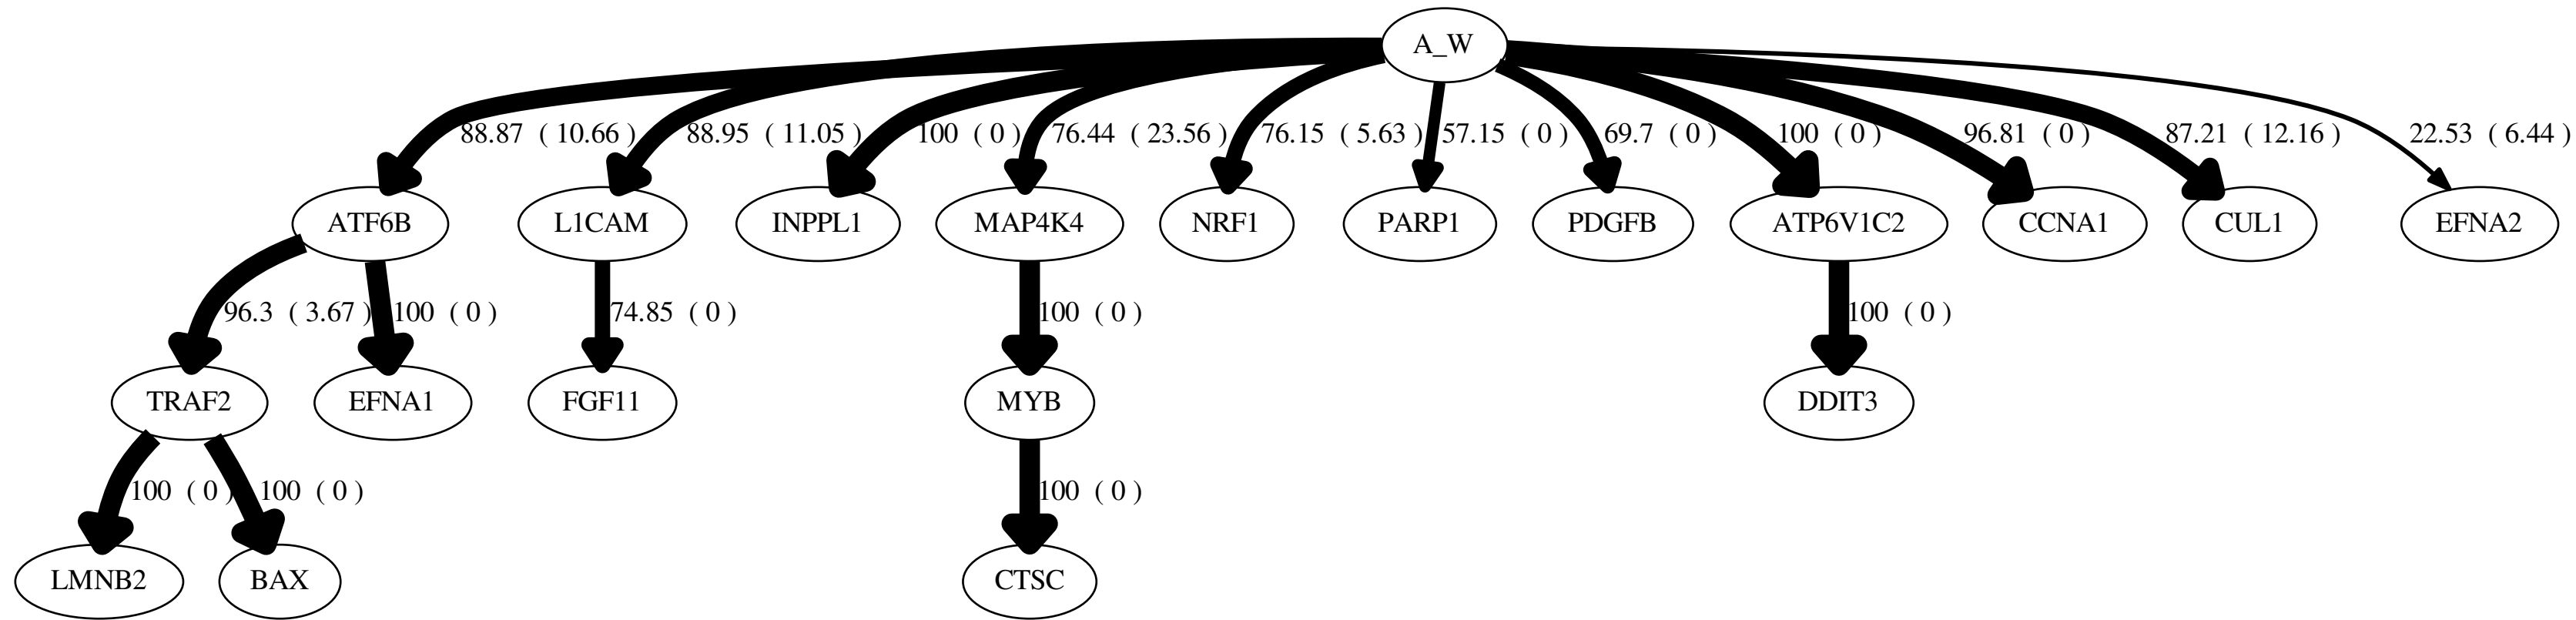 A_W
88.87 ( 10.66 ) 88.95 ( 11.05 ) 100 ( 0 ) 76.44 ( 23.56 ) 76.15 ( 5.63 ) 57.15 ( 0 ) 69.7 ( 0 ) 100 ( 0 ) 96.81 ( 0 ) 87.21 ( 12.16 ) 22.53 ( 6.44 )
ATF6B L1CAM INPPL1 MAP4K4 NRF1 PARP1 PDGFB ATP6V1C2 CCNA1 CUL1 EFNA2
96.3 ( 3.67 ) 100 ( 0 ) 74.85 ( 0 ) 100 ( 0 ) 100 ( 0 )
TRAF2 EFNA1 FGF11 MYB DDIT3
100 ( 0 ) 100 ( 0 ) 100 ( 0 )
LMNB2 BAX CTSC